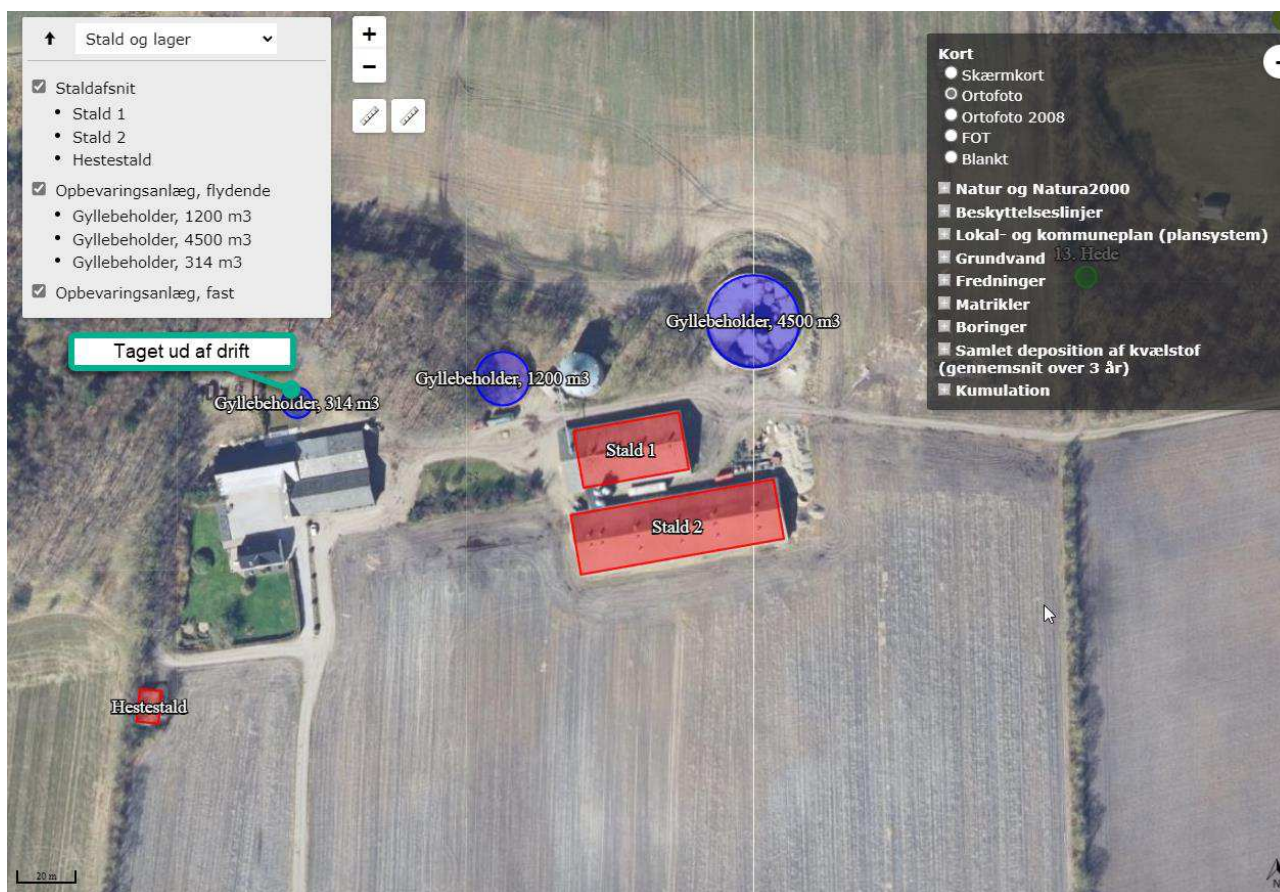 Stald og lager
Staldafsnit
Stald 1
Stald 2
Hestestald
Opbevaringsanlæg, flydende
Gyllebeholder, 1200 m3
Gyllebeholder, 4500 m3
Gyllebeholder, 314 m3
Opbevaringsanlæg, fast
+
−
Kort
Skærmkort
Ortofoto
Ortofoto 2008
FOT
Blankt
Natur og Natura2000
Beskyttelseslinjer
Lokal- og kommuneplan (plansystem)
Grundvand
Fredninger
Matrikler
Boringer
Samlet deposition af kvælstof
(gennemsnit over 3 år)
Kumulation
13. Hede
Gyllebeholder, 4500 m3
Taget ud af drift
Gyllebeholder, 1200 m3
Gyllebeholder, 314 m3
Stald 1
Stald 2
Hestestald
20 m